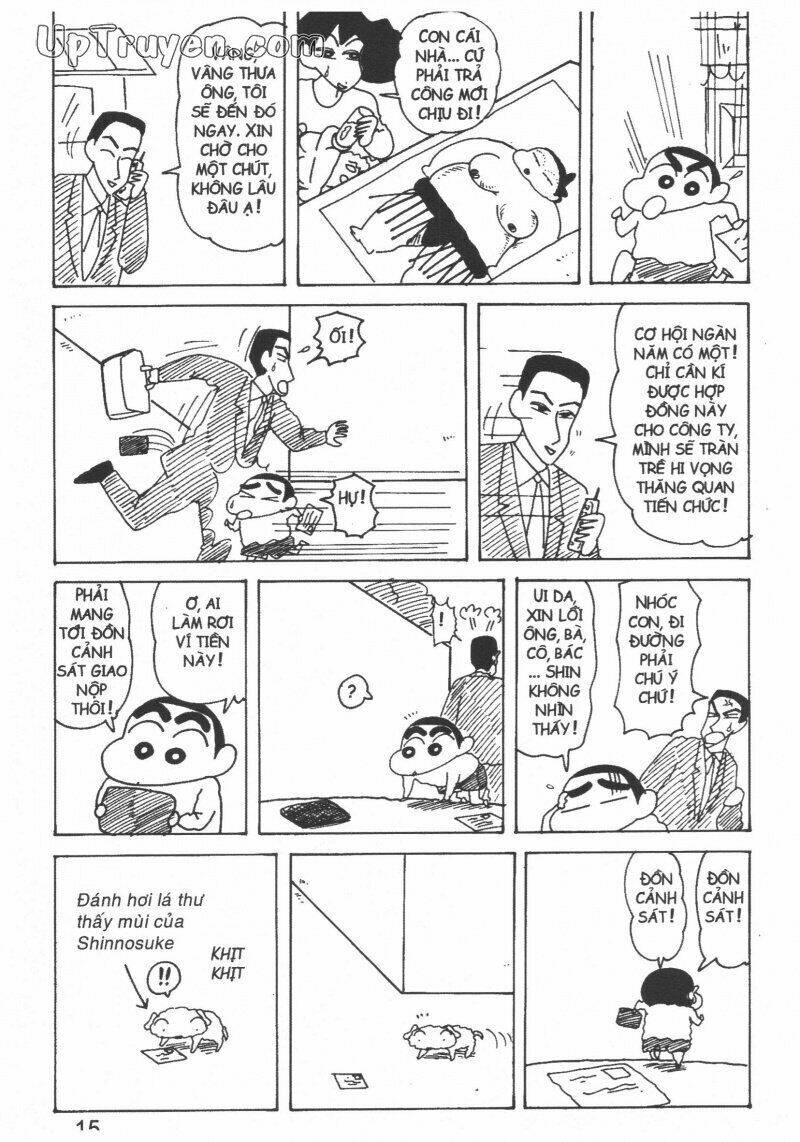 UpTruyen.com
CON CÁI
NHÀ... CỨ
PHẢI TRẢ
CÔNG MỚI
CHỊU ĐI!
VÂNG,
VÂNG THƯA
ÔNG, TÔI
SẼ ĐẾN ĐÓ
NGAY. XIN
CHỜ CHO
MỘT CHÚT,
KHÔNG LÂU
ĐÂU Ạ!
CƠ HỘI NGÀN
NĂM CÓ MỘT!
CHỈ CẦN KÍ
ĐƯỢC HỢP
ĐỒNG NÀY
CHO CÔNG TY,
MÌNH SẼ TRÀN
TRỀ HI VỌNG
THĂNG QUAN
TIẾN CHỨC!
ỐI!
HỰ!
NHÓC
CON, ĐI
ĐƯỜNG
PHẢI
CHÚ Ý
CHỨ!
UI DA,
XIN LỖI
ÔNG, BÀ,
CÔ, BÁC
... SHIN
KHÔNG
NHÌN
THẤY!
!
?
Ơ, AI
LÀM RƠI
VÍ TIỀN
NÀY!
PHẢI
MANG
TỚI ĐỒN
CẢNH
SÁT GIAO
NỘP
THÔI!
ĐỒN
CẢNH
SÁT!
ĐỒN
CẢNH
SÁT!
Đánh hơi lá thư
thấy mùi của
Shinnosuke
!!
KHỊT
KHỊT
15